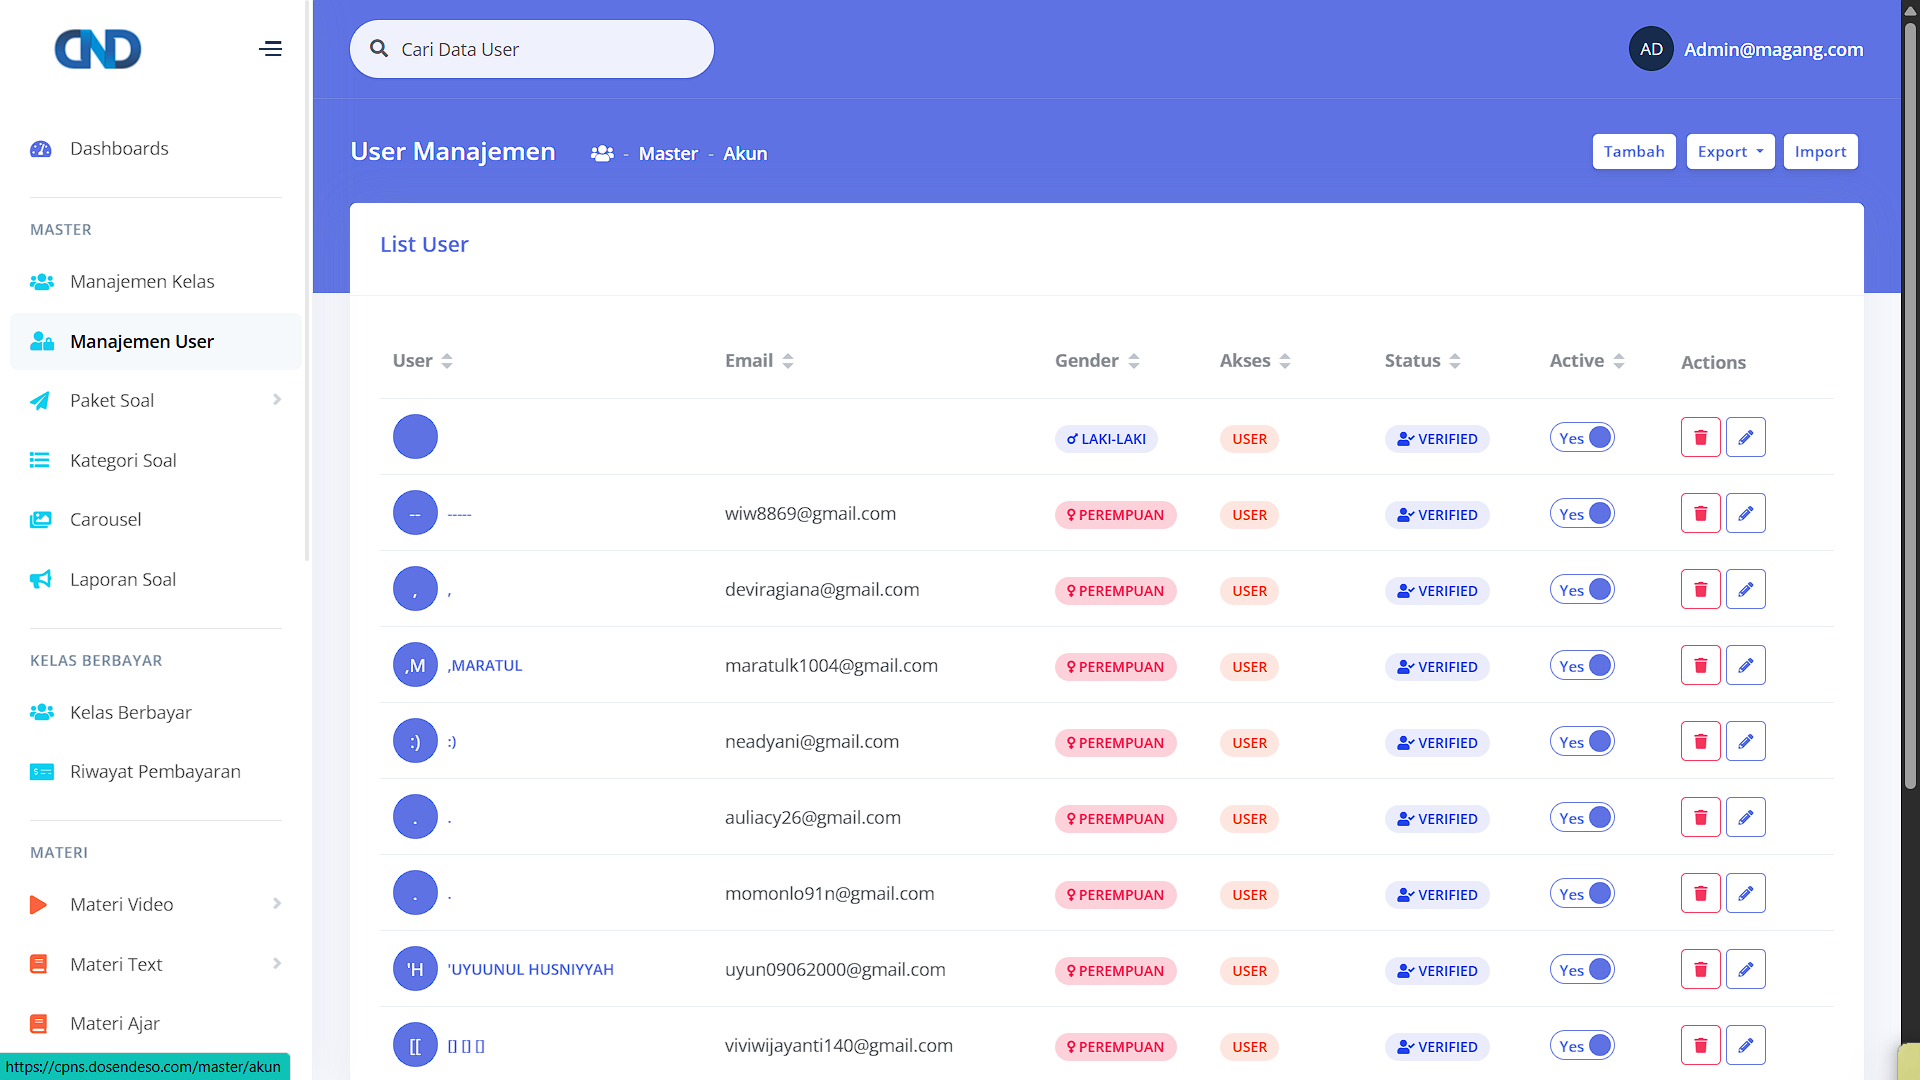 CND
Cari Data User
AD Admin@magang.com
Dashboards
MASTER
Manajemen Kelas
Manajemen User
Paket Soal
Kategori Soal
Carousel
Laporan Soal
KELAS BERBAYAR
Kelas Berbayar
Riwayat Pembayaran
MATERI
Materi Video
Materi Text
Materi Ajar
https://cpns.dosendeso.com/master/akun
User Manajemen - Master - Akun
Tambah Export Import
List User
User Email Gender Akses Status Active Actions
LAKI-LAKI USER VERIFIED Yes
-- ----- wiw8869@gmail.com PEREMPUAN USER VERIFIED Yes
, , deviragiana@gmail.com PEREMPUAN USER VERIFIED Yes
,M ,MARATUL maratulk1004@gmail.com PEREMPUAN USER VERIFIED Yes
:) :) neadyani@gmail.com PEREMPUAN USER VERIFIED Yes
. . auliacy26@gmail.com PEREMPUAN USER VERIFIED Yes
. . momonlo91n@gmail.com PEREMPUAN USER VERIFIED Yes
'H 'UYUUNUL HUSNIYYAH uyun09062000@gmail.com PEREMPUAN USER VERIFIED Yes
[[ [] [] [] viviwijayanti140@gmail.com PEREMPUAN USER VERIFIED Yes